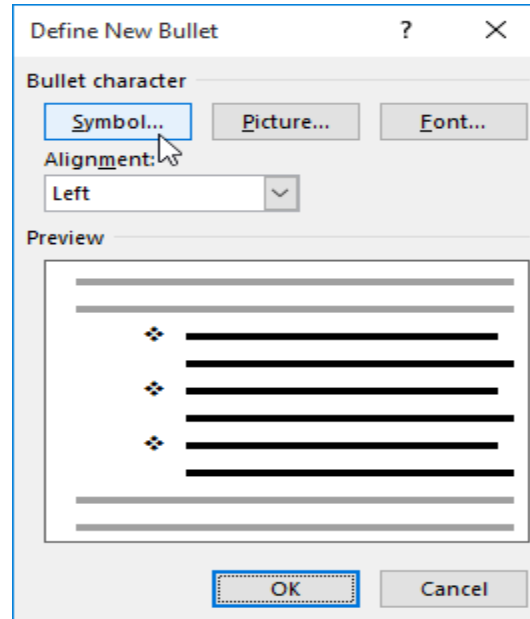 Define New Bullet ? ×
Bullet character
Symbol... Picture... Font...
Alignment:
Left
Preview
OK Cancel